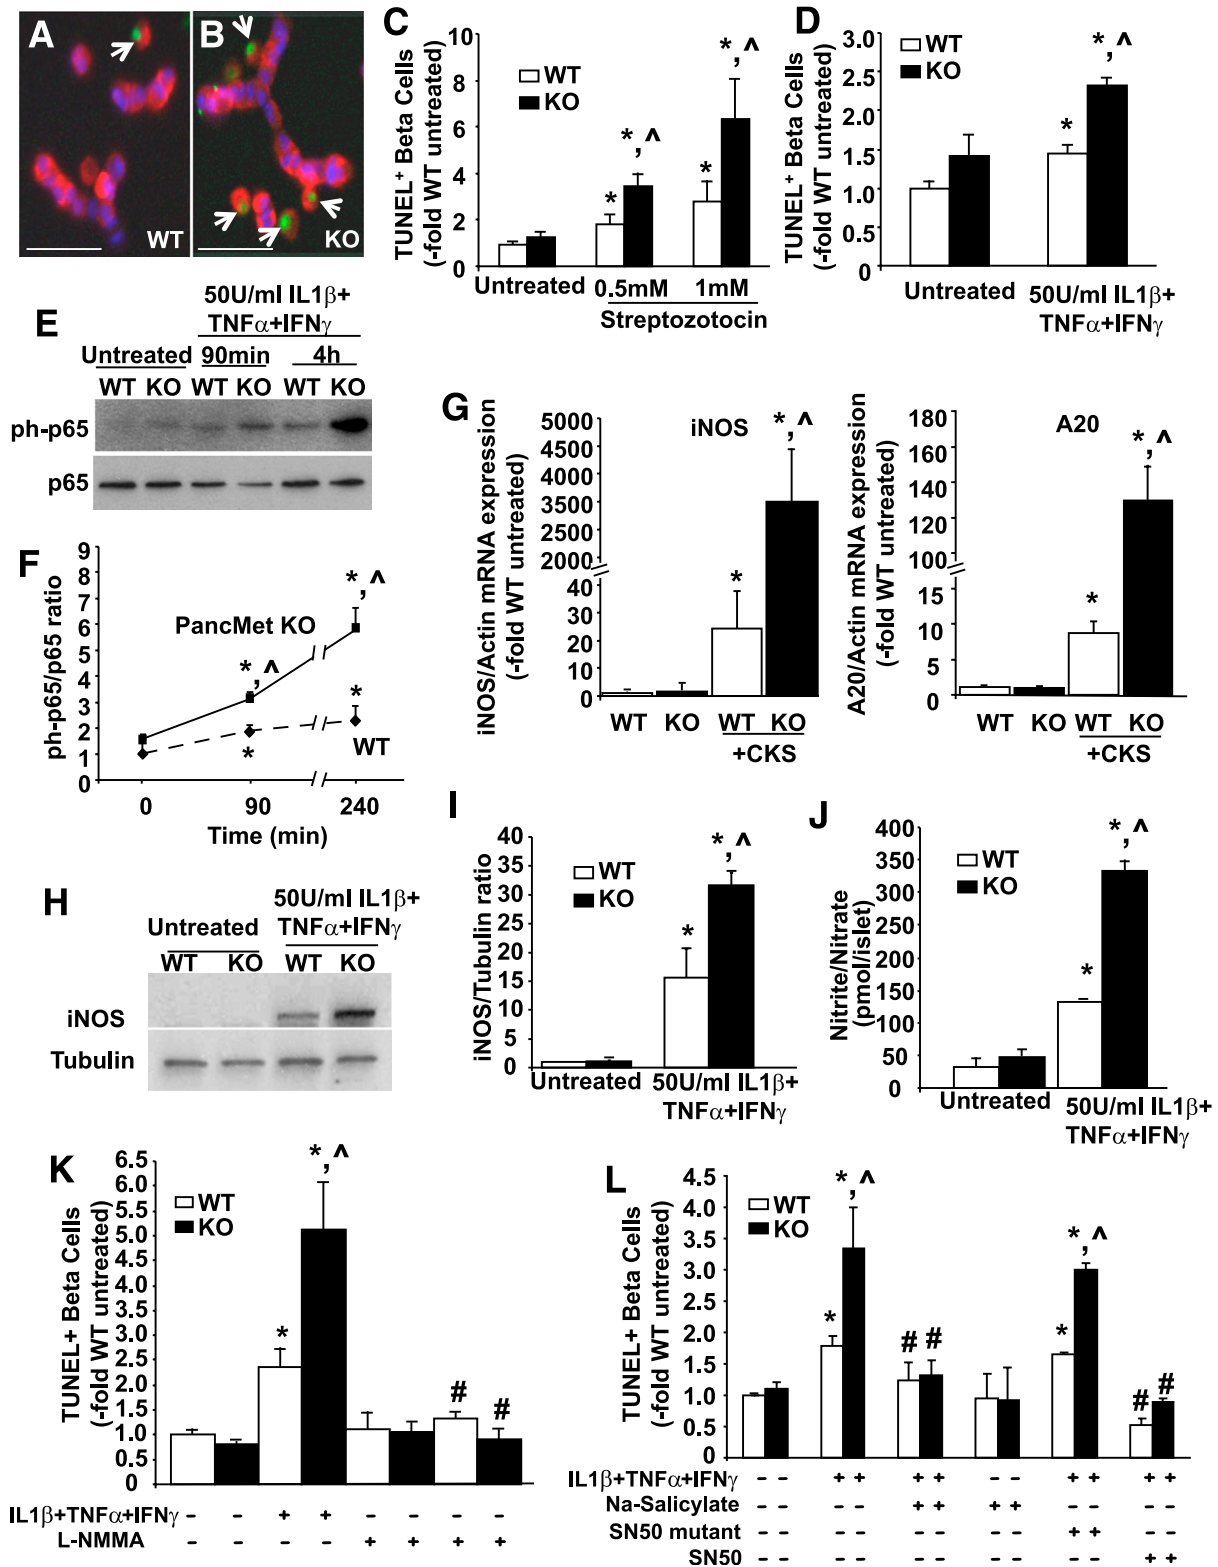 A
WT
B
KO
C
TUNEL+ Beta Cells
(-fold WT untreated)
10
8
6
4
2
0
WT
KO
*
*, ^
*
*, ^
Untreated
0.5mM
1mM
Streptozotocin
D
TUNEL+ Beta Cells
(-fold WT untreated)
3.0
2.5
2.0
1.5
1.0
0.5
0
WT
KO
*
*, ^
Untreated
50U/ml IL1β+
TNFα+IFNγ
E
50U/ml IL1β+
TNFα+IFNγ
Untreated 90min 4h
WT KO WT KO WT KO
ph-p65
p65
F
ph-p65/p65 ratio
9
8
7
6
5
4
3
2
1
0
PancMet KO
*, ^
*, ^
*
*
WT
0 90 240
Time (min)
G
iNOS/Actin mRNA expression
(-fold WT untreated)
5000
4500
4000
3500
3000
2500
2000
40
30
20
10
0
iNOS
*
*, ^
WT KO WT KO
+CKS
A20/Actin mRNA expression
(-fold WT untreated)
180
160
140
120
100
15
10
5
0
A20
*
*, ^
WT KO WT KO
+CKS
H
50U/ml IL1β+
TNFα+IFNγ
Untreated
WT KO WT KO
iNOS
Tubulin
I
iNOS/Tubulin ratio
40
35
30
25
20
15
10
5
0
WT
KO
*
*, ^
Untreated
50U/ml IL1β+
TNFα+IFNγ
J
Nitrite/Nitrate
(pmol/islet)
400
350
300
250
200
150
100
50
0
WT
KO
*
*, ^
Untreated
50U/ml IL1β+
TNFα+IFNγ
K
TUNEL+ Beta Cells
(-fold WT untreated)
6.5
6.0
5.5
5.0
4.5
4.0
3.5
3.0
2.5
2.0
1.5
1.0
0.5
0
WT
KO
*
*, ^
#
#
IL1β+TNFα+IFNγ - - + + - - + +
L-NMMA - - - - + + + +
L
TUNEL+ Beta Cells
(-fold WT untreated)
4.5
4.0
3.5
3.0
2.5
2.0
1.5
1.0
0.5
0
WT
KO
*
*, ^
# #
*
*, ^
# #
IL1β+TNFα+IFNγ - - + + + + - - + + + +
Na-Salicylate - - - - + + + + - - - -
SN50 mutant - - - - - - - - + + - -
SN50 - - - - - - - - - - + +